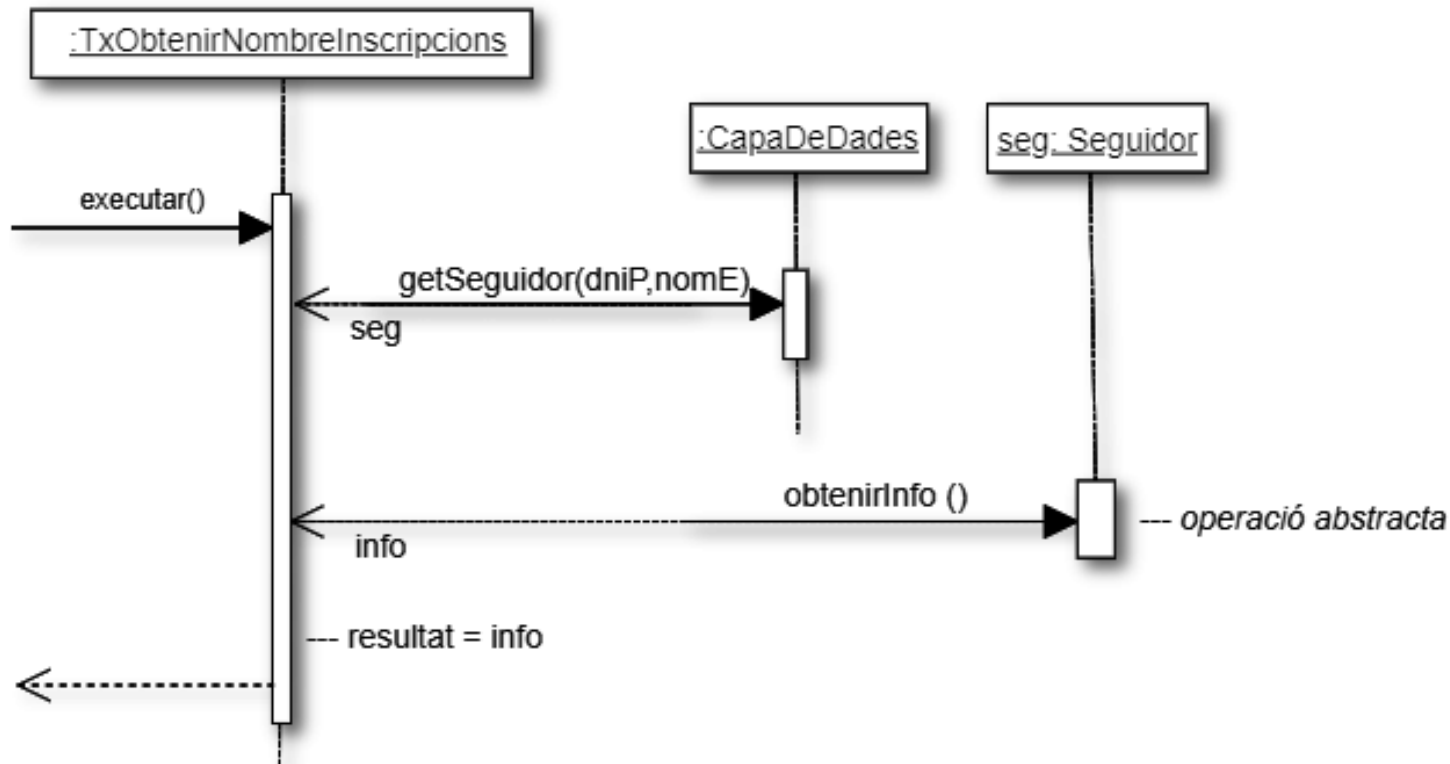 :TxObtenirNombreInscripcions
:CapaDeDades
seg: Seguidor
executar()
getSeguidor(dniP,nomE)
seg
obtenirInfo ()
--- operació abstracta
info
--- resultat = info